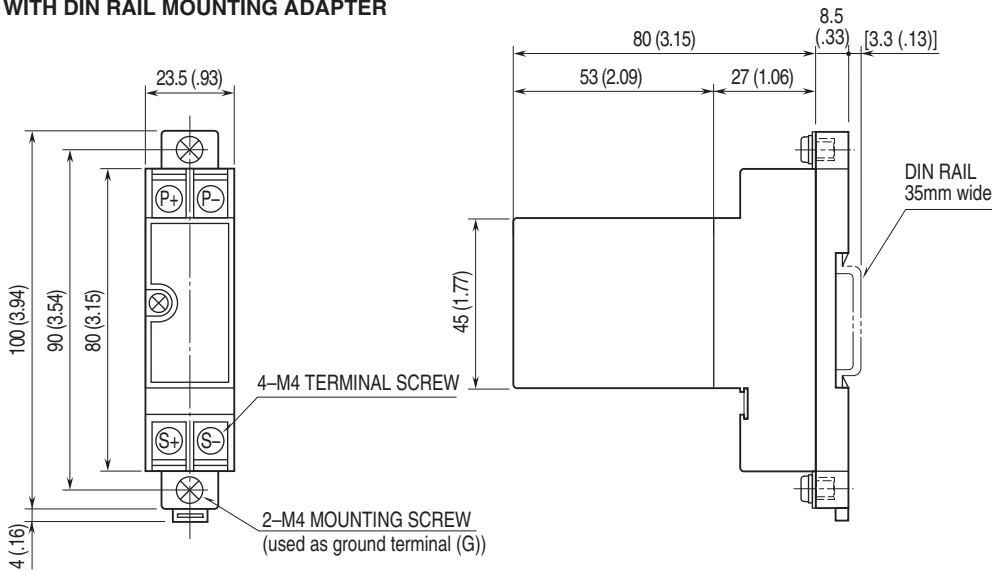 WITH DIN RAIL MOUNTING ADAPTER
23.5 (.93)
100 (3.94)
90 (3.54)
80 (3.15)
P+
P–
S+
S–
4–M4 TERMINAL SCREW
2–M4 MOUNTING SCREW
(used as ground terminal (G))
4 (.16)
80 (3.15)
8.5
(.33)
[3.3 (.13)]
53 (2.09)
27 (1.06)
45 (1.77)
DIN RAIL
35mm wide